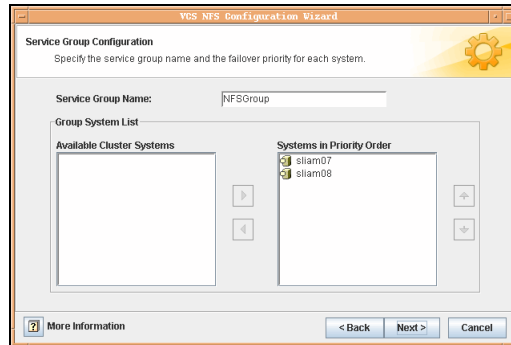 VCS NFS Configuration Wizard
Service Group Configuration
Specify the service group name and the failover priority for each system.
Service Group Name: NFSGroup
Group System List
Available Cluster Systems
Systems in Priority Order
sliam07
sliam08
? More Information < Back Next > Cancel